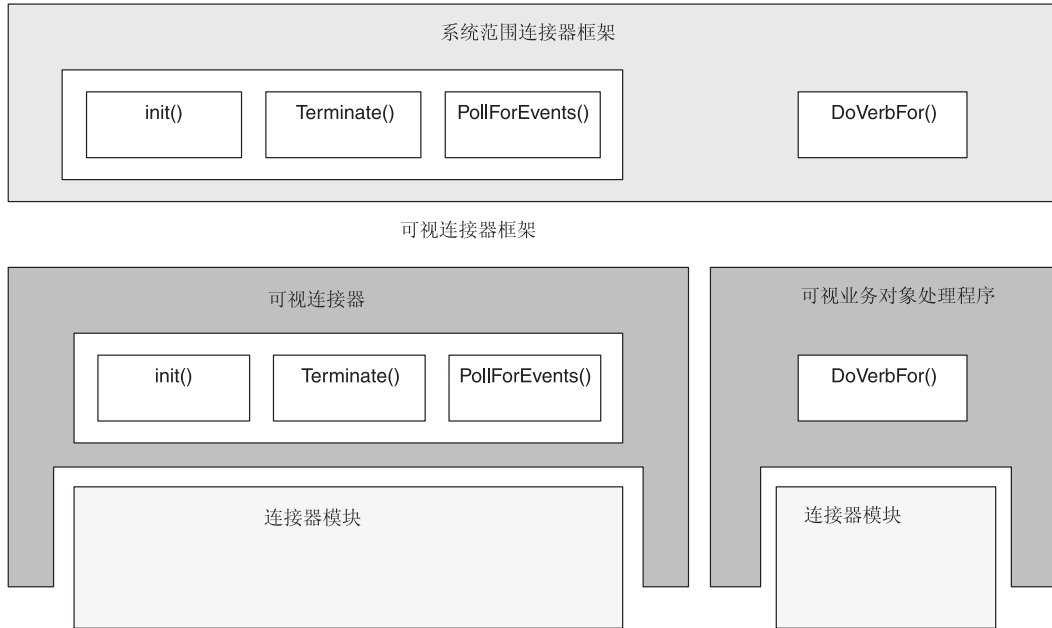 系统范围连接器框架
init()
Terminate()
PollForEvents()
DoVerbFor()
可视连接器框架
可视连接器
可视业务对象处理程序
init()
Terminate()
PollForEvents()
DoVerbFor()
连接器模块
连接器模块